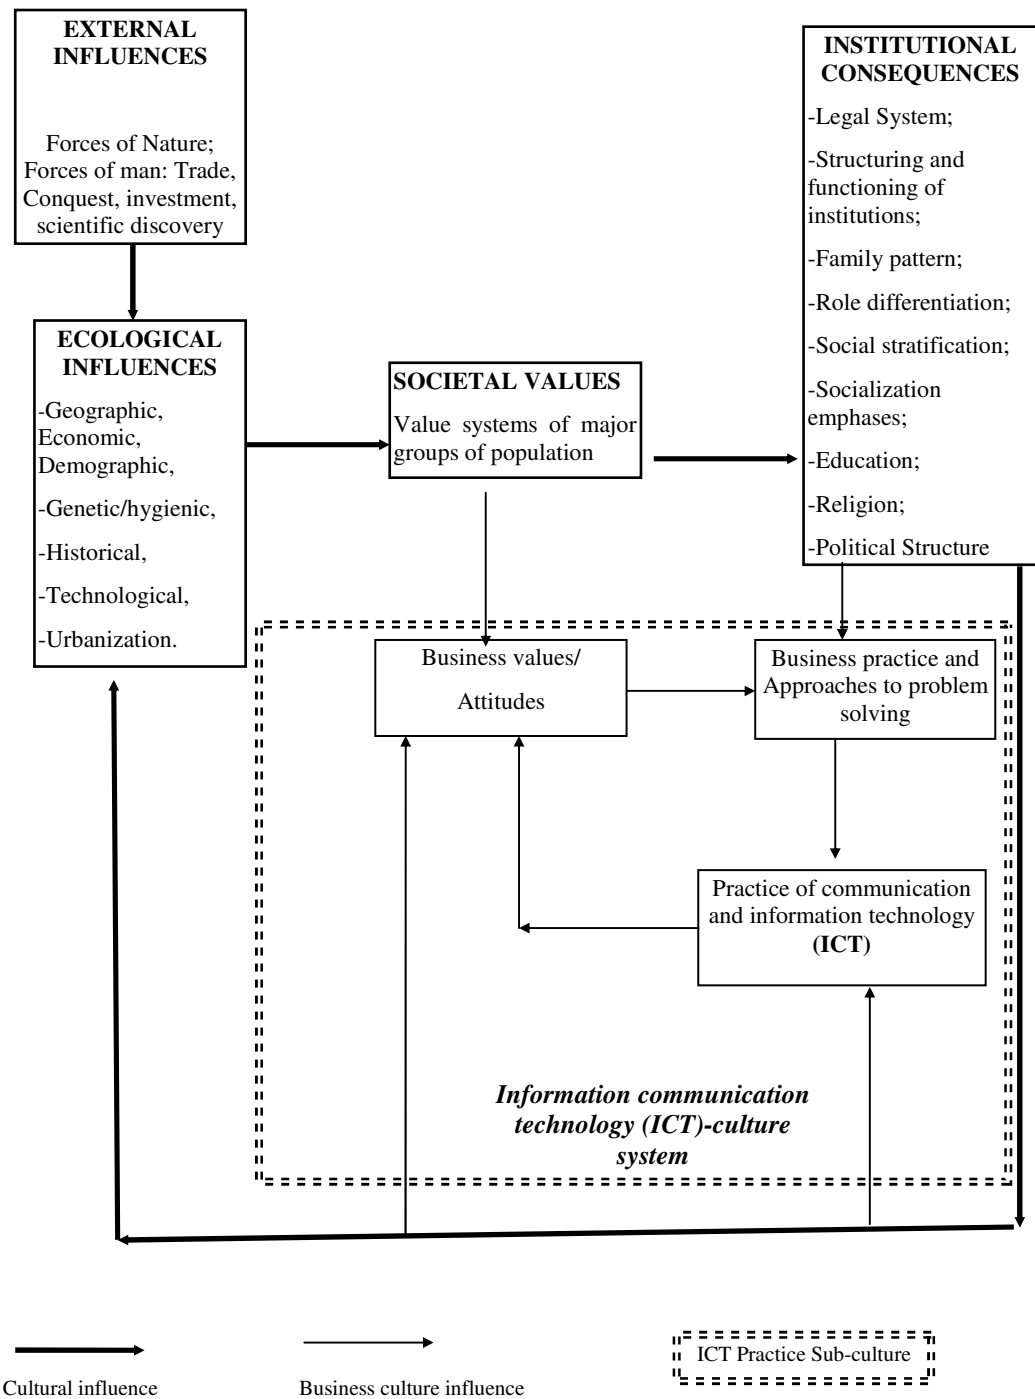 EXTERNAL
INFLUENCES
Forces of Nature;
Forces of man: Trade,
Conquest, investment,
scientific discovery
ECOLOGICAL
INFLUENCES
-Geographic,
Economic,
Demographic,
-Genetic/hygienic,
-Historical,
-Technological,
-Urbanization.
SOCIETAL VALUES
Value systems of major
groups of population
INSTITUTIONAL
CONSEQUENCES
-Legal System;
-Structuring and
functioning of
institutions;
-Family pattern;
-Role differentiation;
-Social stratification;
-Socialization
emphases;
-Education;
-Religion;
-Political Structure
Business values/
Attitudes
Business practice and
Approaches to problem
solving
Practice of communication
and information technology
(ICT)
Information communication
technology (ICT)-culture
system
Cultural influence
Business culture influence
ICT Practice Sub-culture